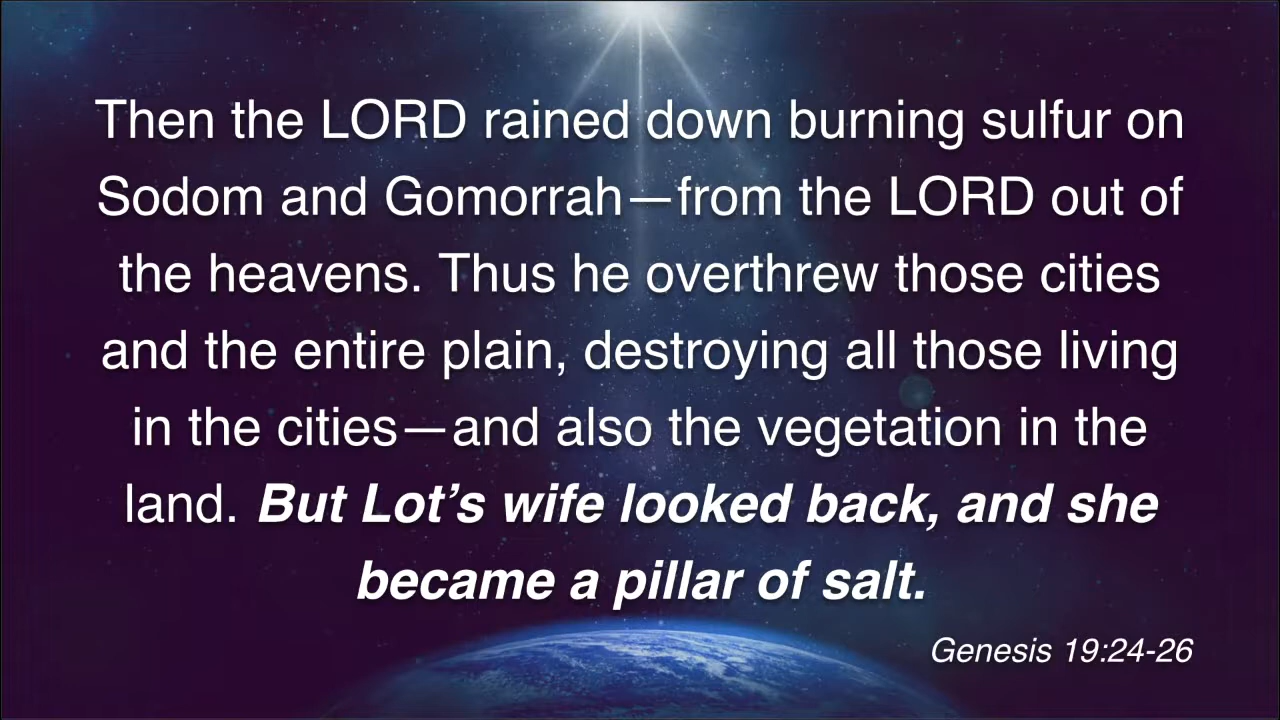 Then the LORD rained down burning sulfur on
Sodom and Gomorrah—from the LORD out of
the heavens. Thus he overthrew those cities
and the entire plain, destroying all those living
in the cities—and also the vegetation in the
land. But Lot’s wife looked back, and she
became a pillar of salt.
Genesis 19:24-26